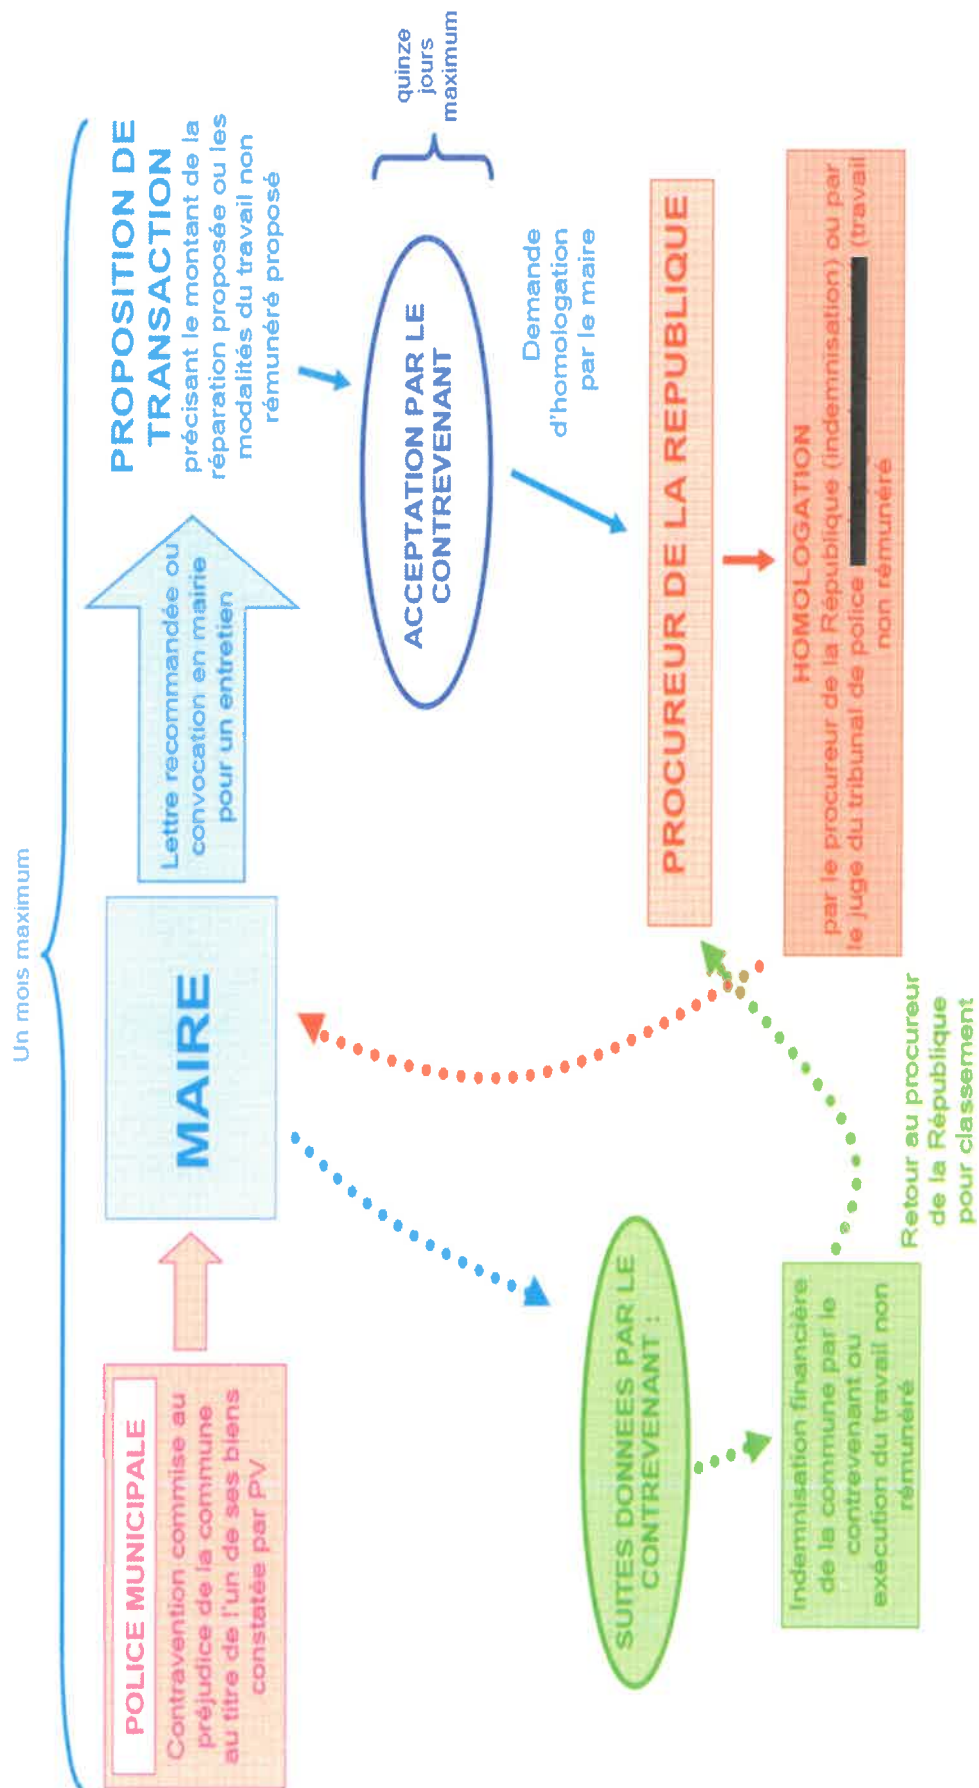 Un mois maximum
POLICE MUNICIPALE
Contravention commise au
préjudice de la commune
au titre de l'un de ses biens
constatée par PV
MAIRE
Lettre recommandée ou
convocation en mairie
pour un entretien
PROPOSITION DE
TRANSACTION
précisant le montant de la
réparation proposée ou les
modalités du travail non
rémunéré proposé
ACCEPTATION PAR LE
CONTREVENANT
quinze
jours
maximum
Demande
d'homologation
par le maire
PROCUREUR DE LA REPUBLIQUE
HOMOLOGATION
par le procureur de la République (indemnisation) ou par
le juge du tribunal de police (travail
non rémunéré
SUITES DONNEES PAR LE
CONTREVENANT :
Indemnisation financière
de la commune par le
contrevenant ou
exécution du travail non
rémunéré
Retour au procureur
de la République
pour classement